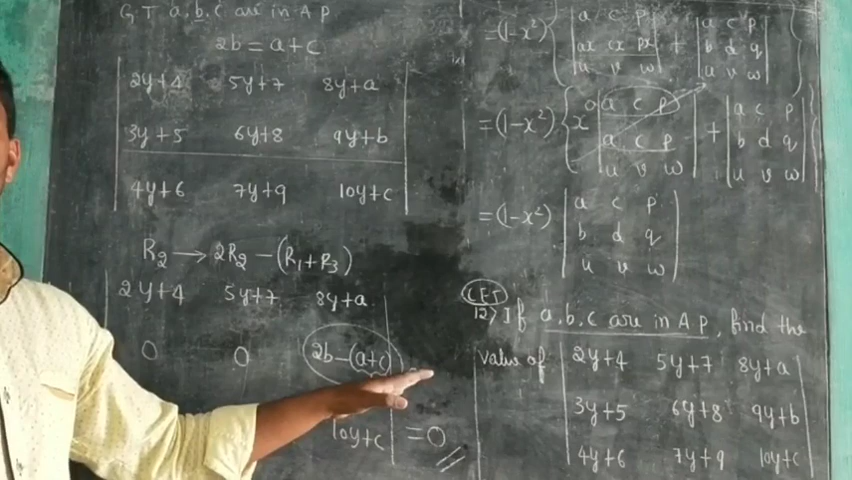 G T a, b, c are in A P
2b = a + c
| 2y+4 5y+7 8y+a |
| 3y+5 6y+8 9y+b |
| 4y+6 7y+9 10y+c |
R₂ → 2R₂ − (R₁ + R₃)
| 2y+4 5y+7 8y+a |
| 0 0 2b−(a+c) |
10y+c | = 0
= (1−x²) { | a c p | + | a c p | }
| ax cx px | | b d q |
| u v w | | u v w |
= (1−x²) { x | a c p | + | a c p | }
| a c p | | b d q |
| u v w | | u v w |
= (1−x²) | a c p |
| b d q |
| u v w |
12> If a, b, c are in A P, find the
value of | 2y+4 5y+7 8y+a |
| 3y+5 6y+8 9y+b |
| 4y+6 7y+9 10y+c |